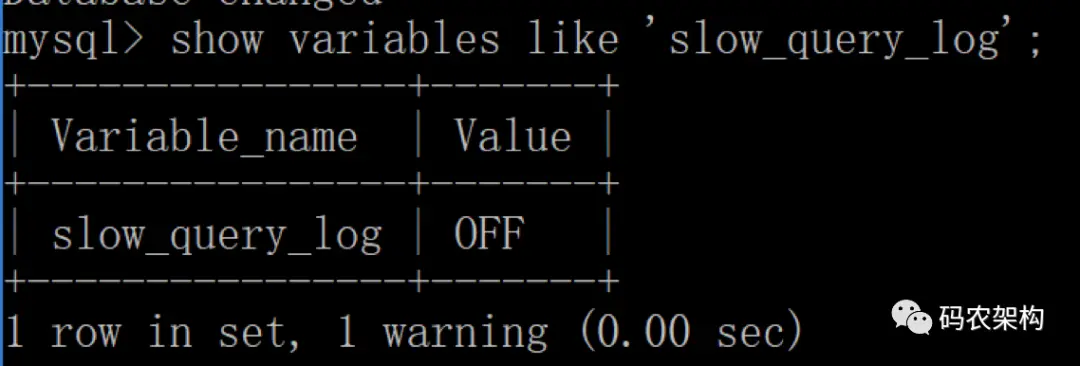 Database changed
mysql> show variables like 'slow_query_log';
+----------------+-------+
| Variable_name  | Value |
+----------------+-------+
| slow_query_log | OFF   |
+----------------+-------+
1 row in set, 1 warning (0.00 sec)
码农架构